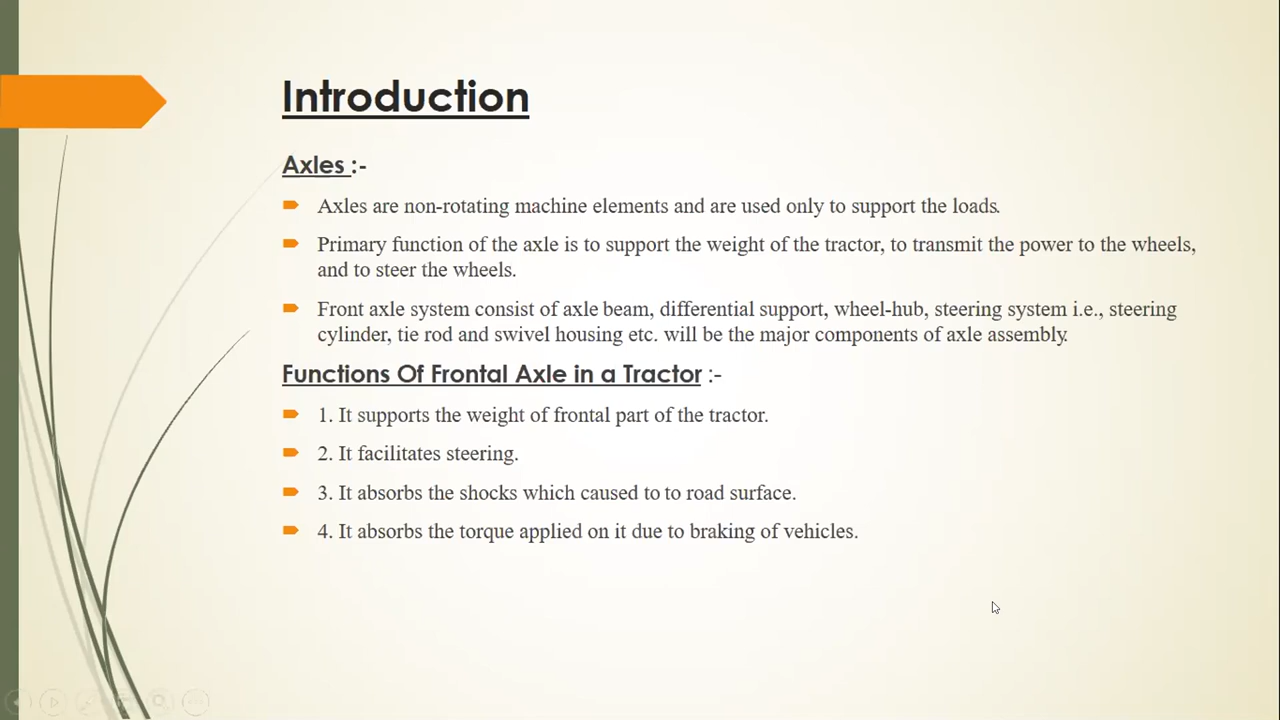 Introduction
Axles :-
Axles are non-rotating machine elements and are used only to support the loads.
Primary function of the axle is to support the weight of the tractor, to transmit the power to the wheels,
and to steer the wheels.
Front axle system consist of axle beam, differential support, wheel-hub, steering system i.e., steering
cylinder, tie rod and swivel housing etc. will be the major components of axle assembly.
Functions Of Frontal Axle in a Tractor :-
1. It supports the weight of frontal part of the tractor.
2. It facilitates steering.
3. It absorbs the shocks which caused to to road surface.
4. It absorbs the torque applied on it due to braking of vehicles.